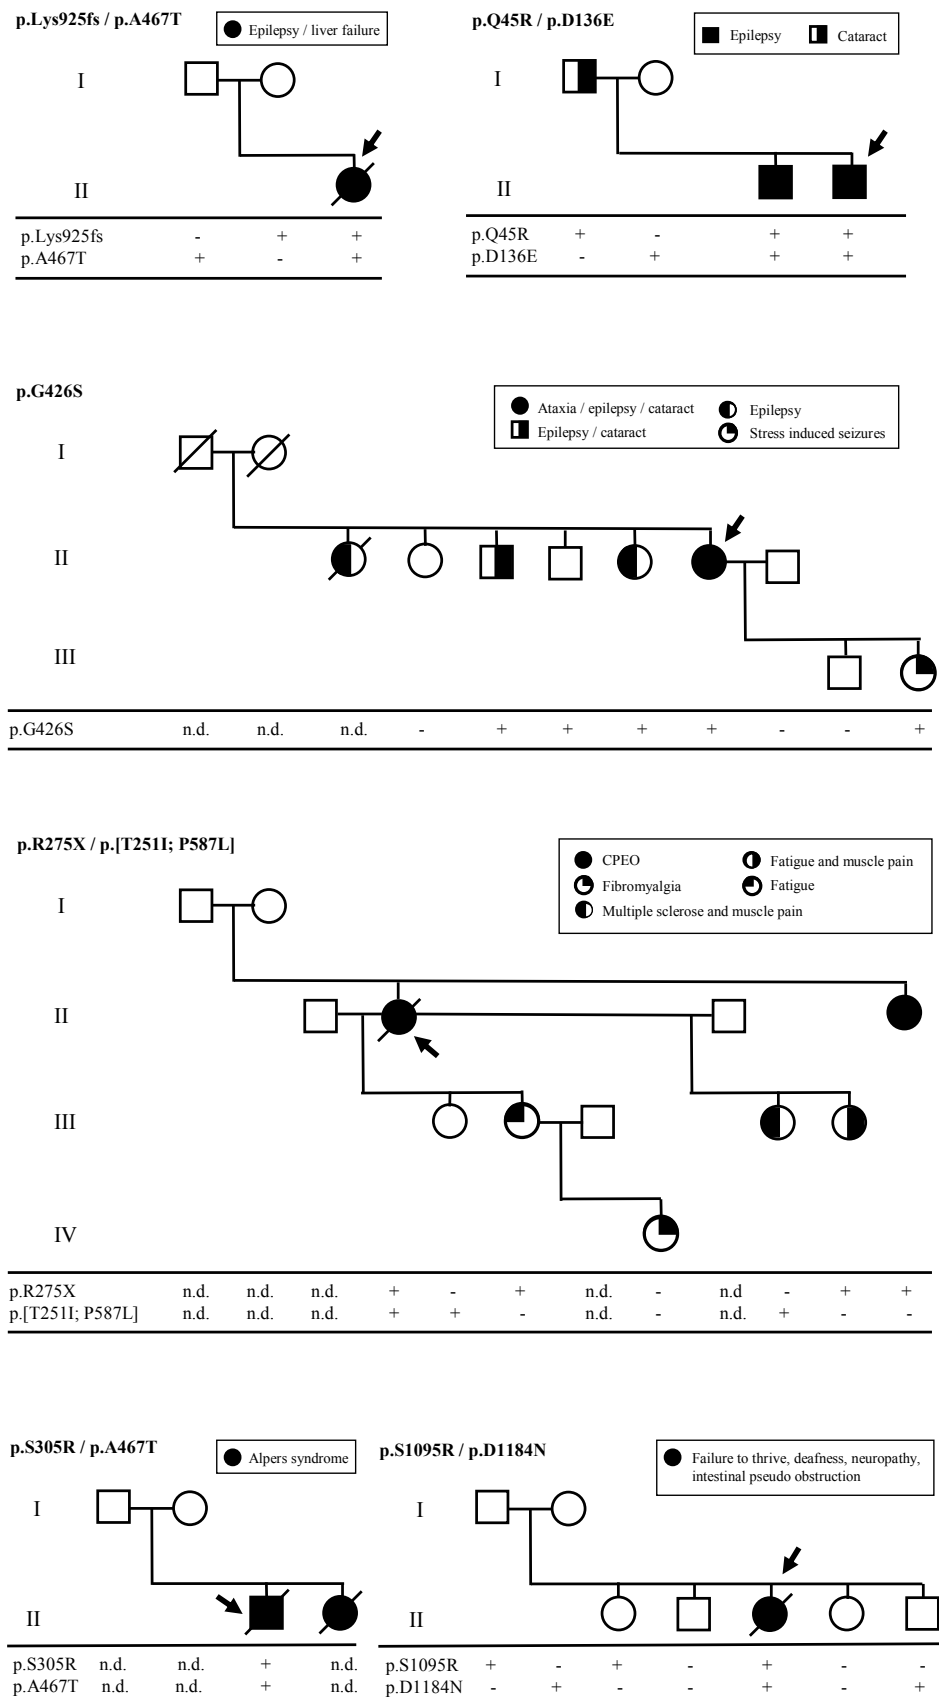 p.Lys925fs / p.A467T
Epilepsy / liver failure
I
II
p.Lys925fs - + +
p.A467T + - +
p.Q45R / p.D136E
Epilepsy Cataract
I
II
p.Q45R + - + +
p.D136E - + + +
p.G426S
Ataxia / epilepsy / cataract Epilepsy
Epilepsy / cataract Stress induced seizures
I
II
III
p.G426S n.d. n.d. n.d. - + + + + - - +
p.R275X / p.[T251I; P587L]
CPEO Fatigue and muscle pain
Fibromyalgia Fatigue
Multiple sclerose and muscle pain
I
II
III
IV
p.R275X n.d. n.d. n.d. + - + n.d. - n.d - + +
p.[T251I; P587L] n.d. n.d. n.d. + + - n.d. - n.d. + - -
p.S305R / p.A467T
Alpers syndrome
I
II
p.S305R n.d. n.d. + n.d.
p.A467T n.d. n.d. + n.d.
p.S1095R / p.D1184N
Failure to thrive, deafness, neuropathy,
intestinal pseudo obstruction
I
II
p.S1095R + - + - + - -
p.D1184N - + - - + - +